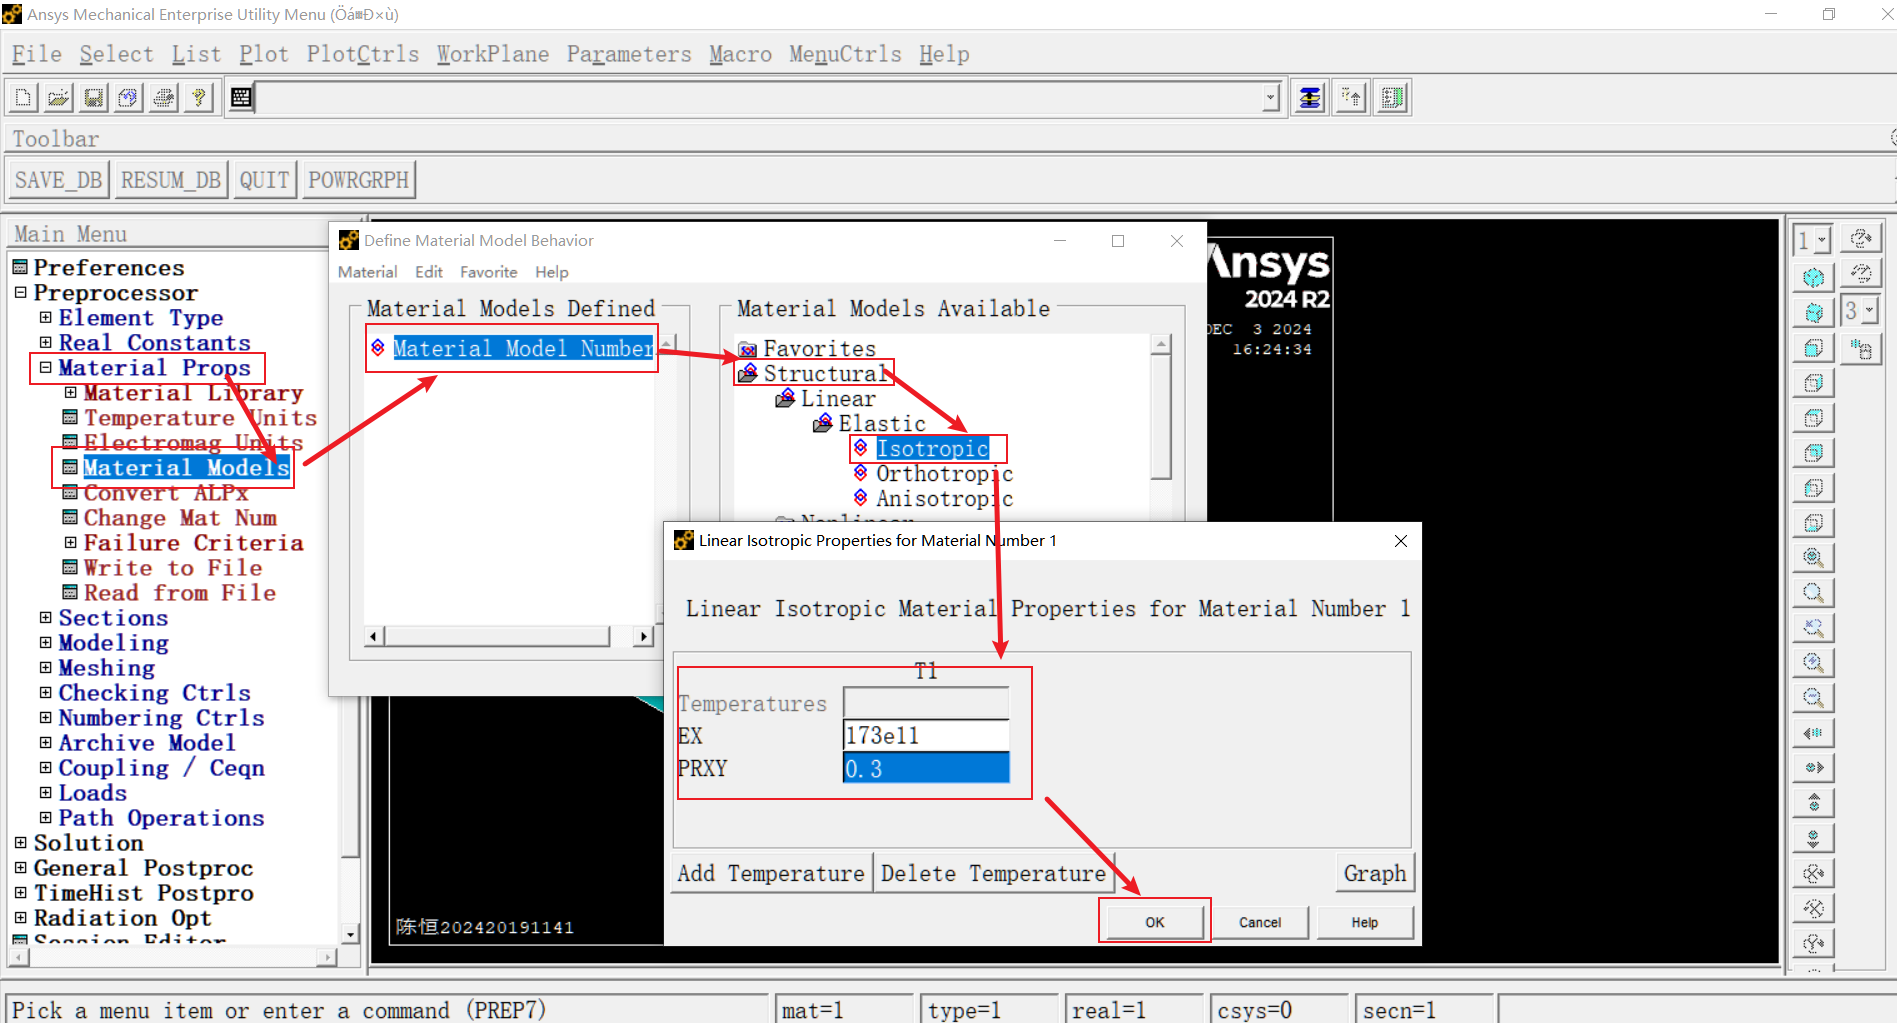 Ansys Mechanical Enterprise Utility Menu (Öá¤Ð×ù)
File Select List Plot PlotCtrls WorkPlane Parameters Macro MenuCtrls Help
Toolbar
SAVE_DB RESUM_DB QUIT POWRGRPH
Main Menu
Preferences
Preprocessor
Element Type
Real Constants
Material Props
Material Library
Temperature Units
Electromag Units
Material Models
Convert ALPx
Change Mat Num
Failure Criteria
Write to File
Read from File
Sections
Modeling
Meshing
Checking Ctrls
Numbering Ctrls
Archive Model
Coupling / Ceqn
Loads
Path Operations
Solution
General Postproc
TimeHist Postpro
Radiation Opt
Session Editor
Define Material Model Behavior
Material Edit Favorite Help
Material Models Defined
Material Model Number
Material Models Available
Favorites
Structural
Linear
Elastic
Isotropic
Orthotropic
Anisotropic
Nonlinear
Ansys
2024 R2
DEC 3 2024
16:24:34
1
3
Linear Isotropic Properties for Material Number 1
Linear Isotropic Material Properties for Material Number 1
T1
Temperatures
EX 173e11
PRXY 0.3
Add Temperature Delete Temperature Graph
OK Cancel Help
陈恒202420191141
Pick a menu item or enter a command (PREP7) mat=1 type=1 real=1 csys=0 secn=1